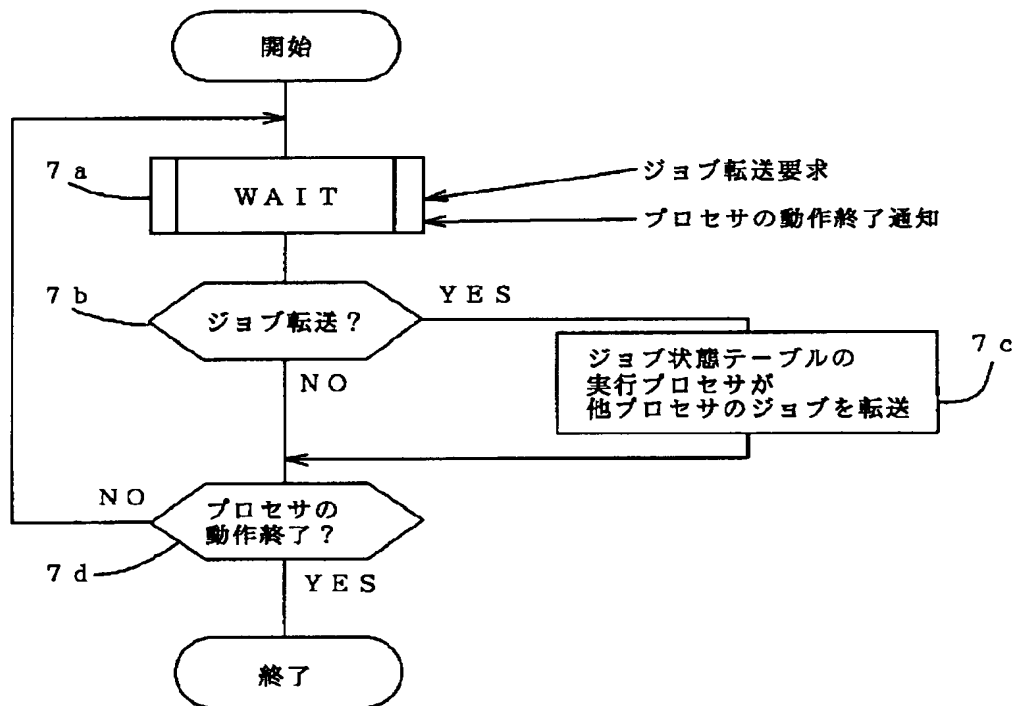 開始
7a
WAIT
ジョブ転送要求
プロセサの動作終了通知
7b
ジョブ転送?
YES
NO
7c
ジョブ状態テーブルの
実行プロセサが
他プロセサのジョブを転送
NO
プロセサの
動作終了?
7d
YES
終了